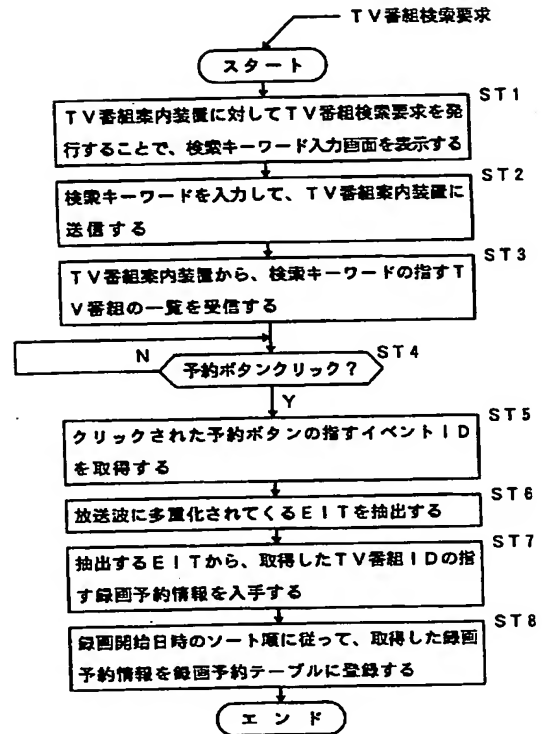 TV番組検索要求
スタート
ST1
TV番組案内装置に対してTV番組検索要求を発
行することで、検索キーワード入力画面を表示する
ST2
検索キーワードを入力して、TV番組案内装置に
送信する
ST3
TV番組案内装置から、検索キーワードの指すT
V番組の一覧を受信する
N
ST4
予約ボタンクリック?
Y
ST5
クリックされた予約ボタンの指すイベントID
を取得する
ST6
放送波に多重化されてくるEITを抽出する
ST7
抽出するEITから、取得したTV番組IDの指
す録画予約情報を入手する
ST8
録画開始日時のソート順に従って、取得した録画
予約情報を録画予約テーブルに登録する
エンド